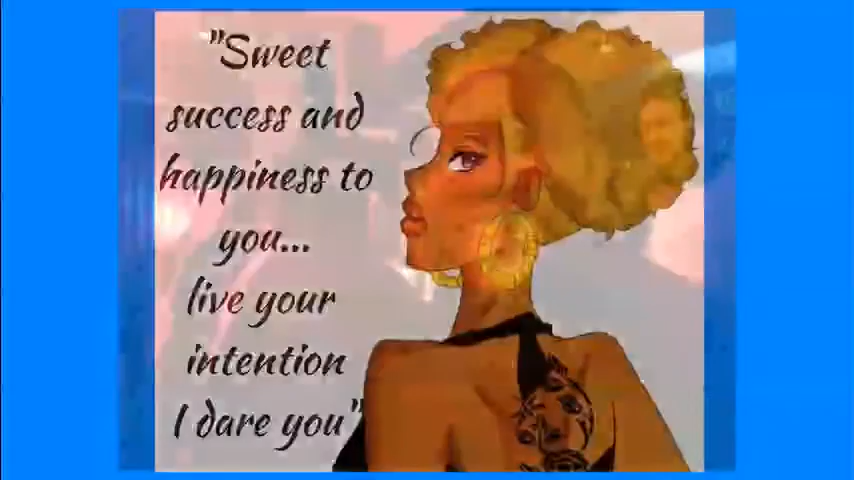 "Sweet
success and
happiness to
you...
live your
intention
I dare you"